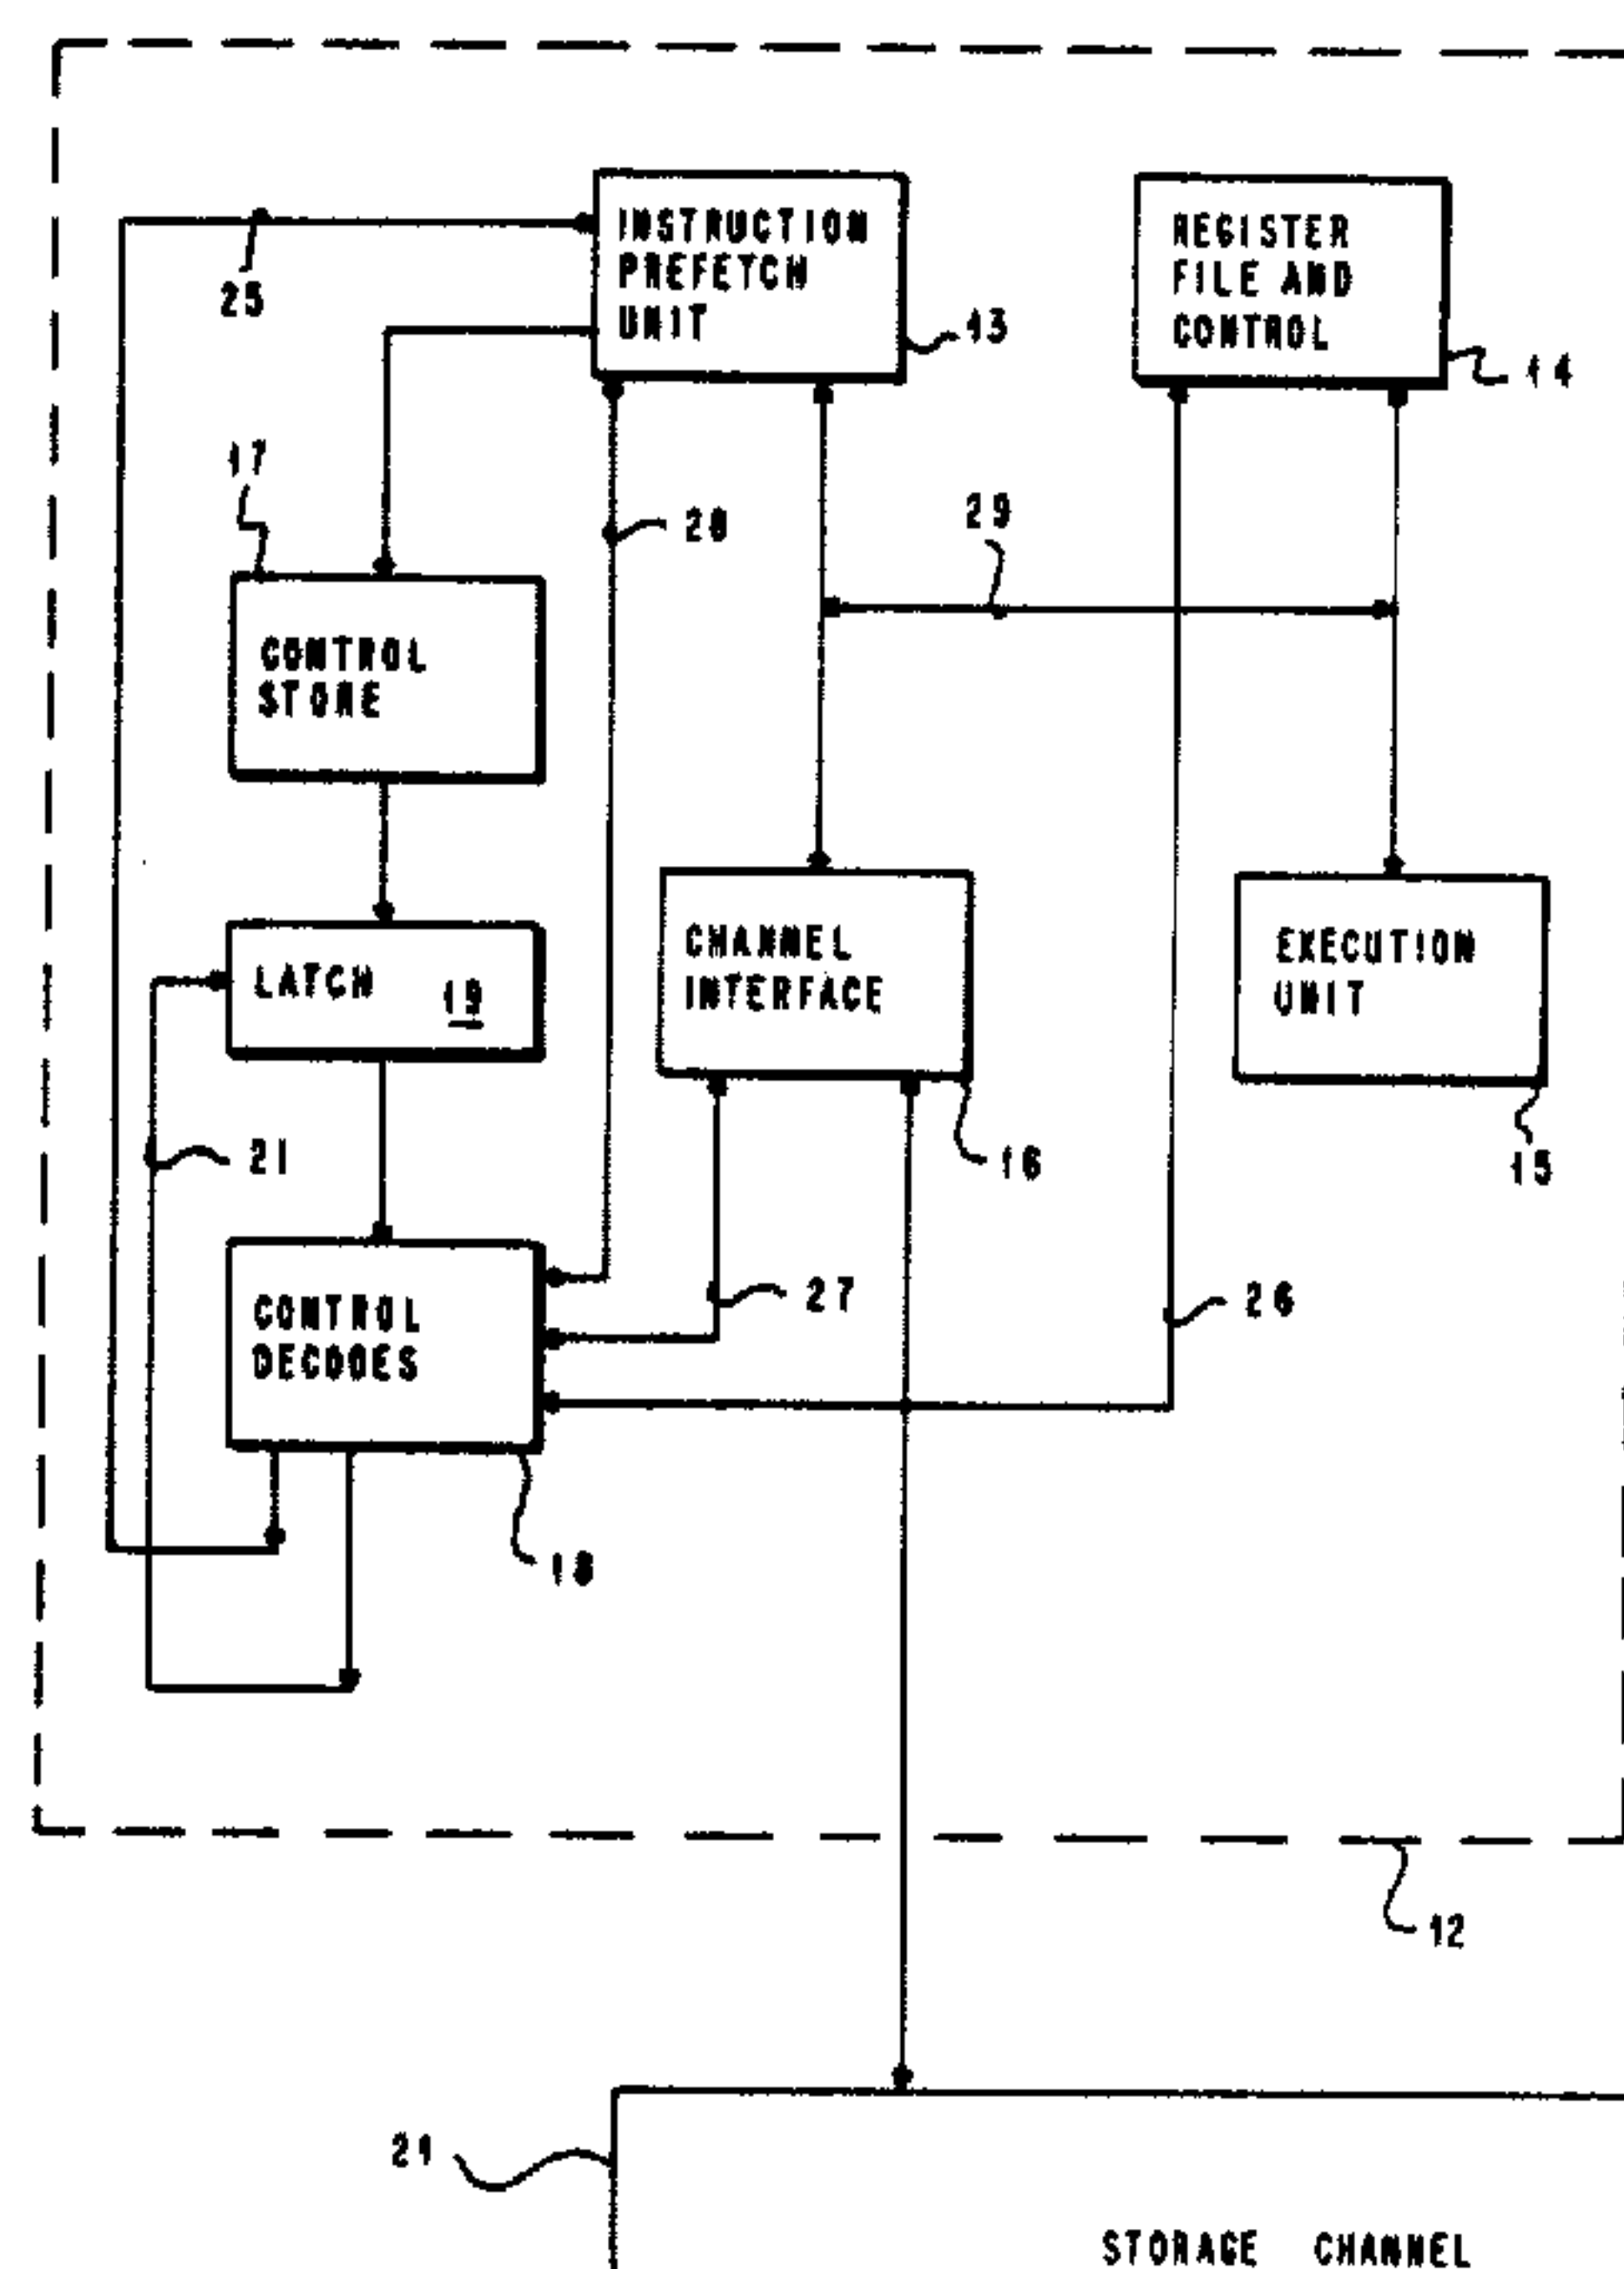 INSTRUCTION
PREFETCH
UNIT
REGISTER
FILE AND
CONTROL
25
13
14
17
28
29
CONTROL
STORE
LATCH
19
CHANNEL
INTERFACE
EXECUTION
UNIT
21
16
15
CONTROL
DECODES
27
26
18
12
21
STORAGE CHANNEL